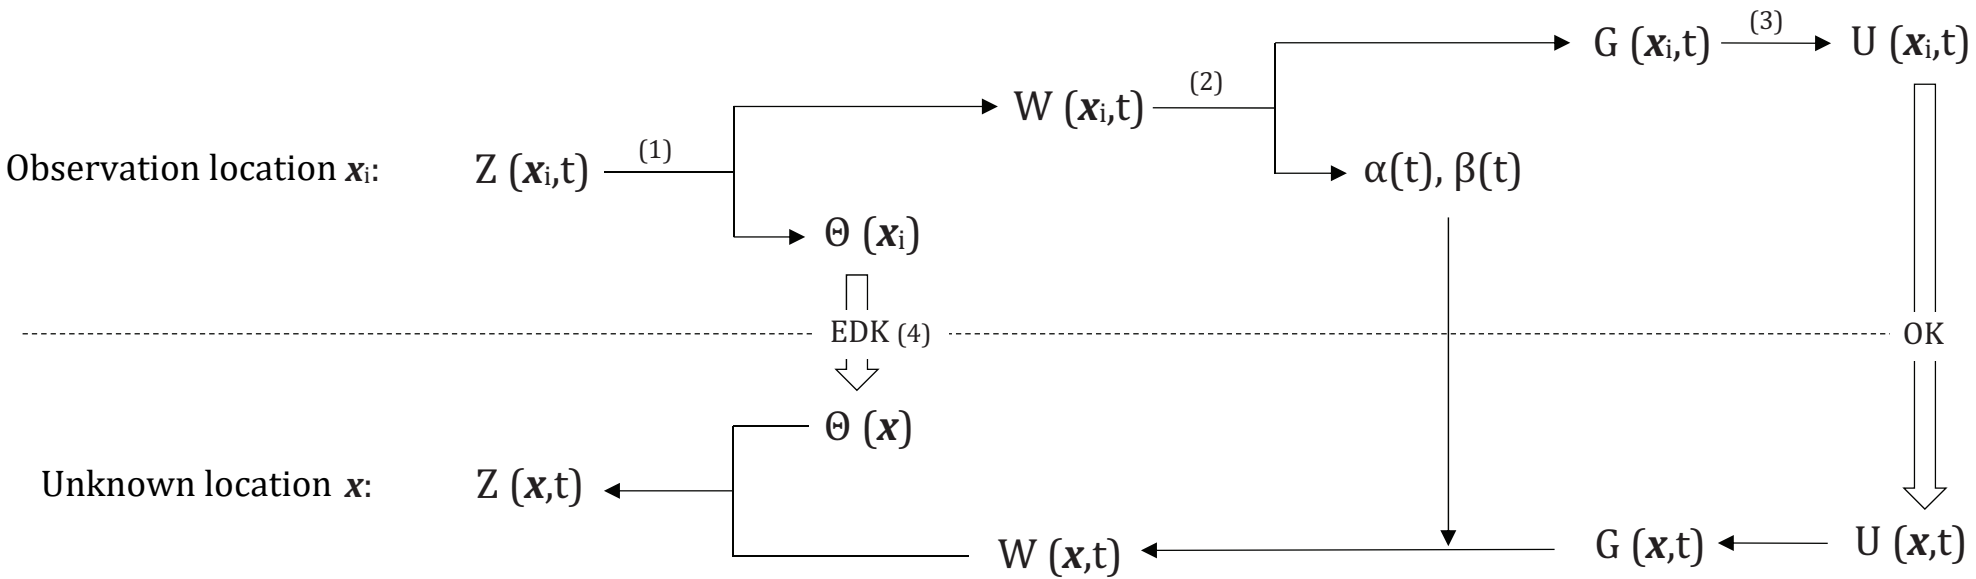 (3)
G (xᵢ,t) U (xᵢ,t)
(2)
W (xᵢ,t)
(1)
Observation location xᵢ: Z (xᵢ,t) α(t), β(t)
Θ (xᵢ)
EDK (4) OK
Θ (x)
Unknown location x: Z (x,t)
W (x,t) G (x,t) U (x,t)